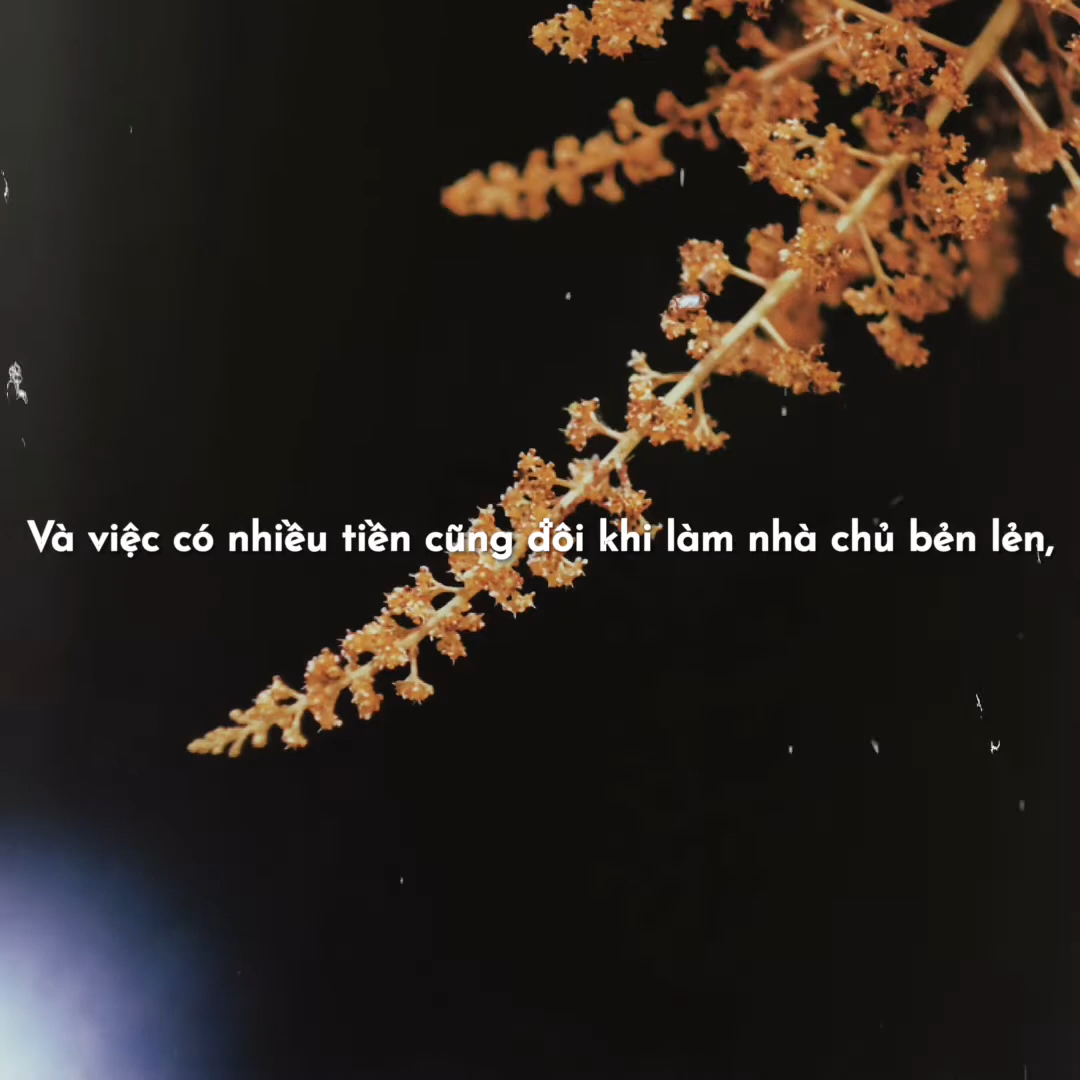 Và việc có nhiều tiền cũng đôi khi làm nhà chủ bẻn lẻn,